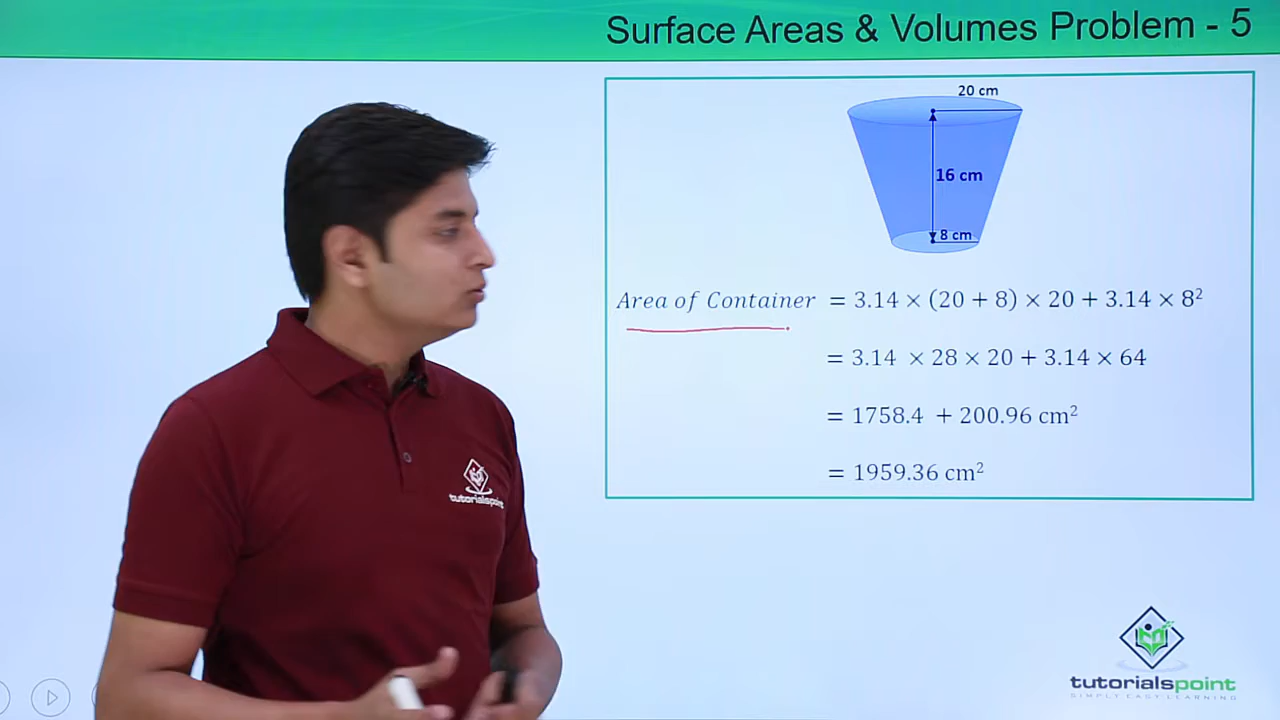 Surface Areas & Volumes Problem - 5
20 cm
16 cm
8 cm
Area of Container = 3.14 × (20 + 8) × 20 + 3.14 × 8²
= 3.14 × 28 × 20 + 3.14 × 64
= 1758.4 + 200.96 cm²
= 1959.36 cm²
tutorialspoint
tutorialspoint
SIMPLY EASY LEARNING